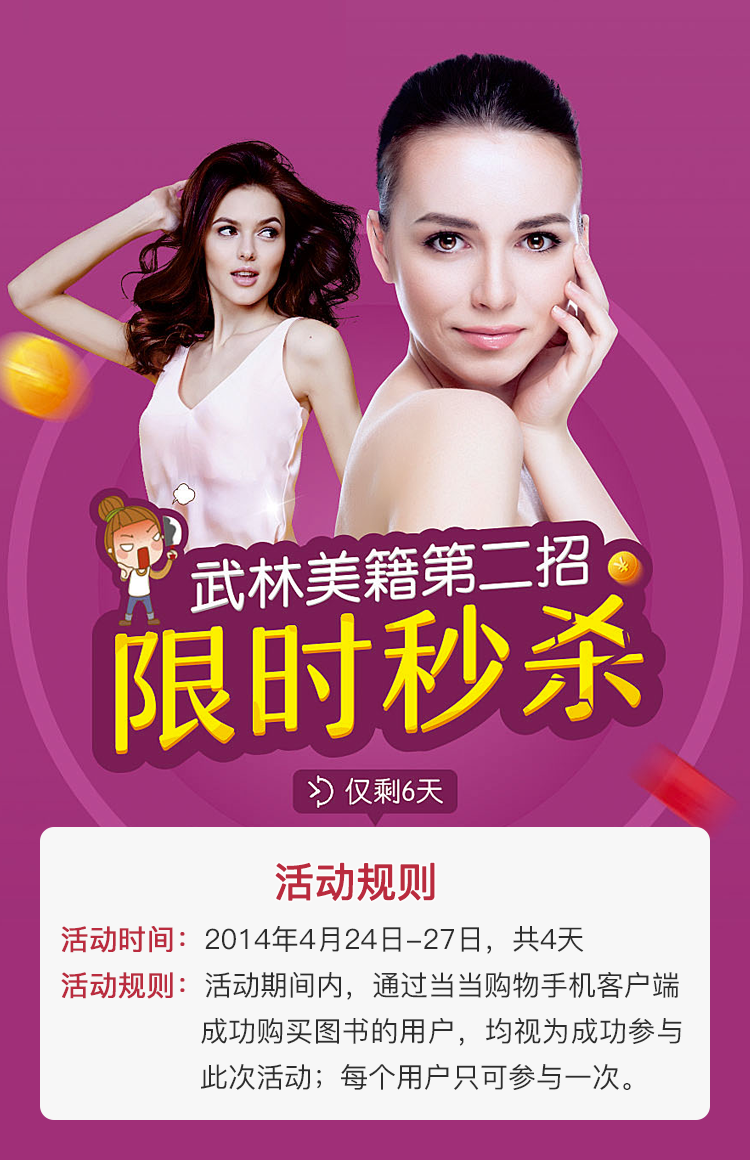 武林美籍第二招
限时秒杀
仅剩6天
活动规则
活动时间：2014年4月24日-27日，共4天
活动规则：活动期间内，通过当当购物手机客户端
成功购买图书的用户，均视为成功参与
此次活动；每个用户只可参与一次。